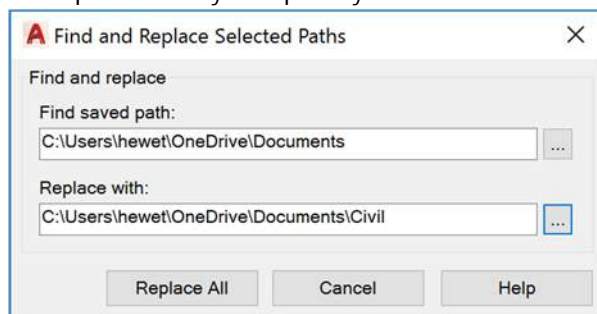 Find and Replace Selected Paths
Find and replace
Find saved path:
C:\Users\hewet\OneDrive\Documents
...
Replace with:
C:\Users\hewet\OneDrive\Documents\Civil
...
Replace All Cancel Help